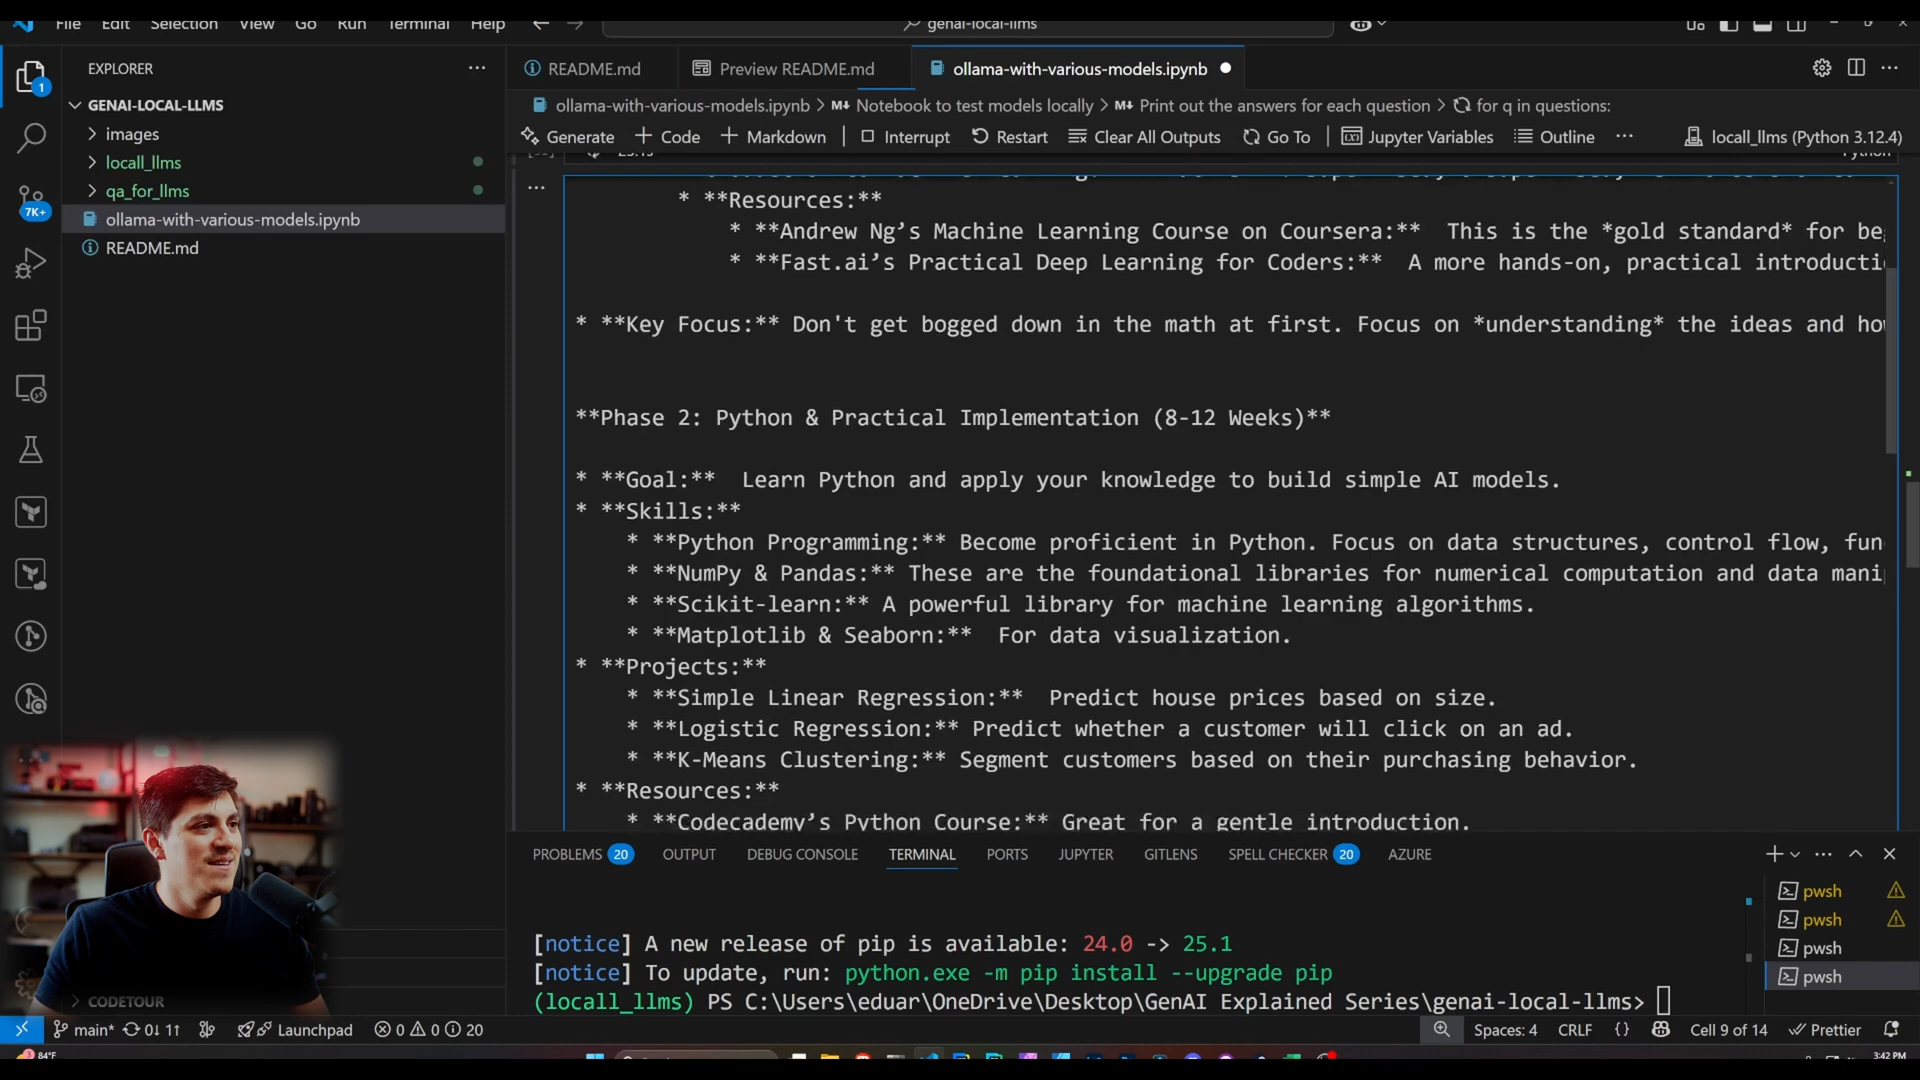 File Edit Selection View Go Run Terminal Help
genai-local-llms
EXPLORER
README.md
Preview README.md
ollama-with-various-models.ipynb
1
GENAI-LOCAL-LLMS
images
locall_llms
qa_for_llms
ollama-with-various-models.ipynb
README.md
7K+
ollama-with-various-models.ipynb > M↓ Notebook to test models locally > M↓ Print out the answers for each question > for q in questions:
Generate + Code + Markdown Interrupt Restart Clear All Outputs Go To Jupyter Variables Outline ... locall_llms (Python 3.12.4)
Python
* **Resources:**
* **Andrew Ng’s Machine Learning Course on Coursera:** This is the *gold standard* for be
* **Fast.ai’s Practical Deep Learning for Coders:** A more hands-on, practical introducti
* **Key Focus:** Don't get bogged down in the math at first. Focus on *understanding* the ideas and ho
**Phase 2: Python & Practical Implementation (8-12 Weeks)**
* **Goal:** Learn Python and apply your knowledge to build simple AI models.
* **Skills:**
* **Python Programming:** Become proficient in Python. Focus on data structures, control flow, fun
* **NumPy & Pandas:** These are the foundational libraries for numerical computation and data mani
* **Scikit-learn:** A powerful library for machine learning algorithms.
* **Matplotlib & Seaborn:** For data visualization.
* **Projects:**
* **Simple Linear Regression:** Predict house prices based on size.
* **Logistic Regression:** Predict whether a customer will click on an ad.
* **K-Means Clustering:** Segment customers based on their purchasing behavior.
* **Resources:**
* **Codecademy’s Python Course:** Great for a gentle introduction.
PROBLEMS 20 OUTPUT DEBUG CONSOLE TERMINAL PORTS JUPYTER GITLENS SPELL CHECKER 20 AZURE
[notice] A new release of pip is available: 24.0 -> 25.1
[notice] To update, run: python.exe -m pip install --upgrade pip
(locall_llms) PS C:\Users\eduar\OneDrive\Desktop\GenAI Explained Series\genai-local-llms>
pwsh
pwsh
pwsh
pwsh
CODETOUR
main* 0↓ 1↑ Launchpad 0 0 20
Spaces: 4 CRLF {} Cell 9 of 14 Prettier
84°F
3:42 PM